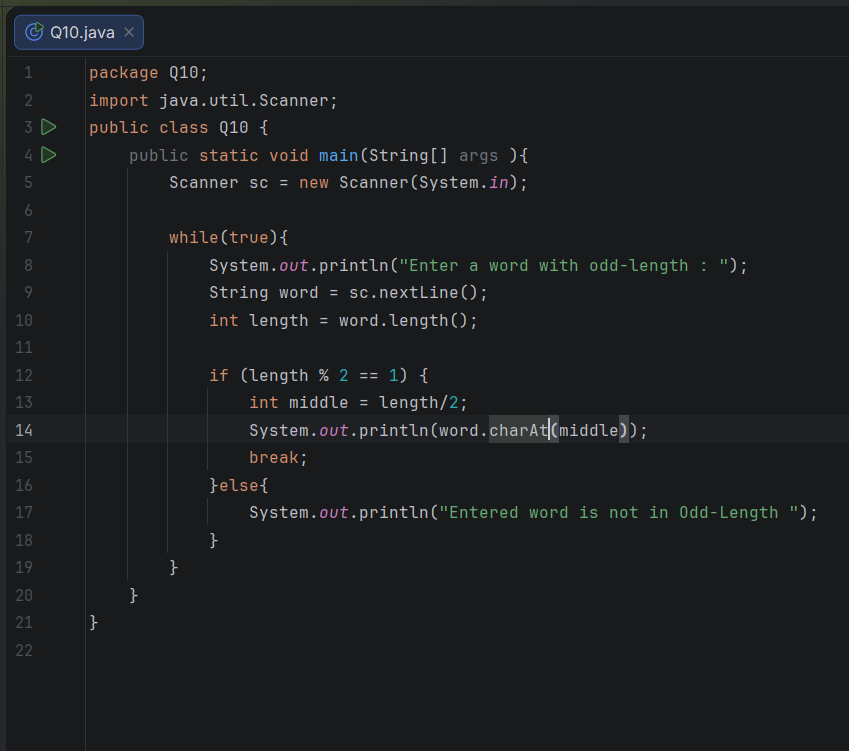 Q10.java
1 package Q10;
2 import java.util.Scanner;
3 public class Q10 {
4     public static void main(String[] args ){
5         Scanner sc = new Scanner(System.in);
6
7         while(true){
8             System.out.println("Enter a word with odd-length : ");
9             String word = sc.nextLine();
10             int length = word.length();
11
12             if (length % 2 == 1) {
13                 int middle = length/2;
14                 System.out.println(word.charAt(middle));
15                 break;
16             }else{
17                 System.out.println("Entered word is not in Odd-Length ");
18             }
19         }
20     }
21 }
22